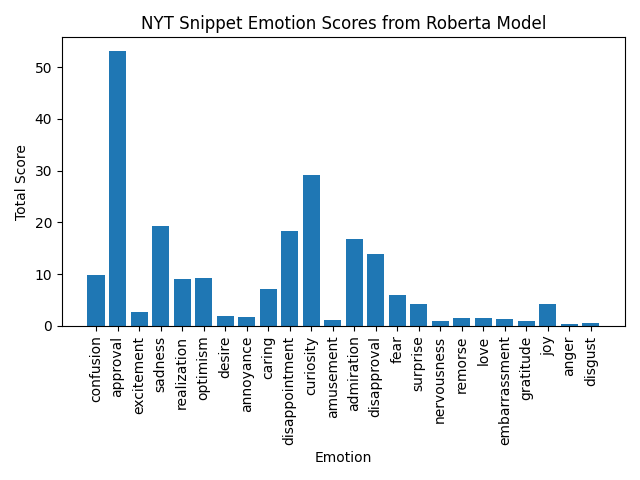 NYT Snippet Emotion Scores from Roberta Model
Total Score
50
40
30
20
10
0
confusion
approval
excitement
sadness
realization
optimism
desire
annoyance
caring
disappointment
curiosity
amusement
admiration
disapproval
fear
surprise
nervousness
remorse
love
embarrassment
gratitude
joy
anger
disgust
Emotion